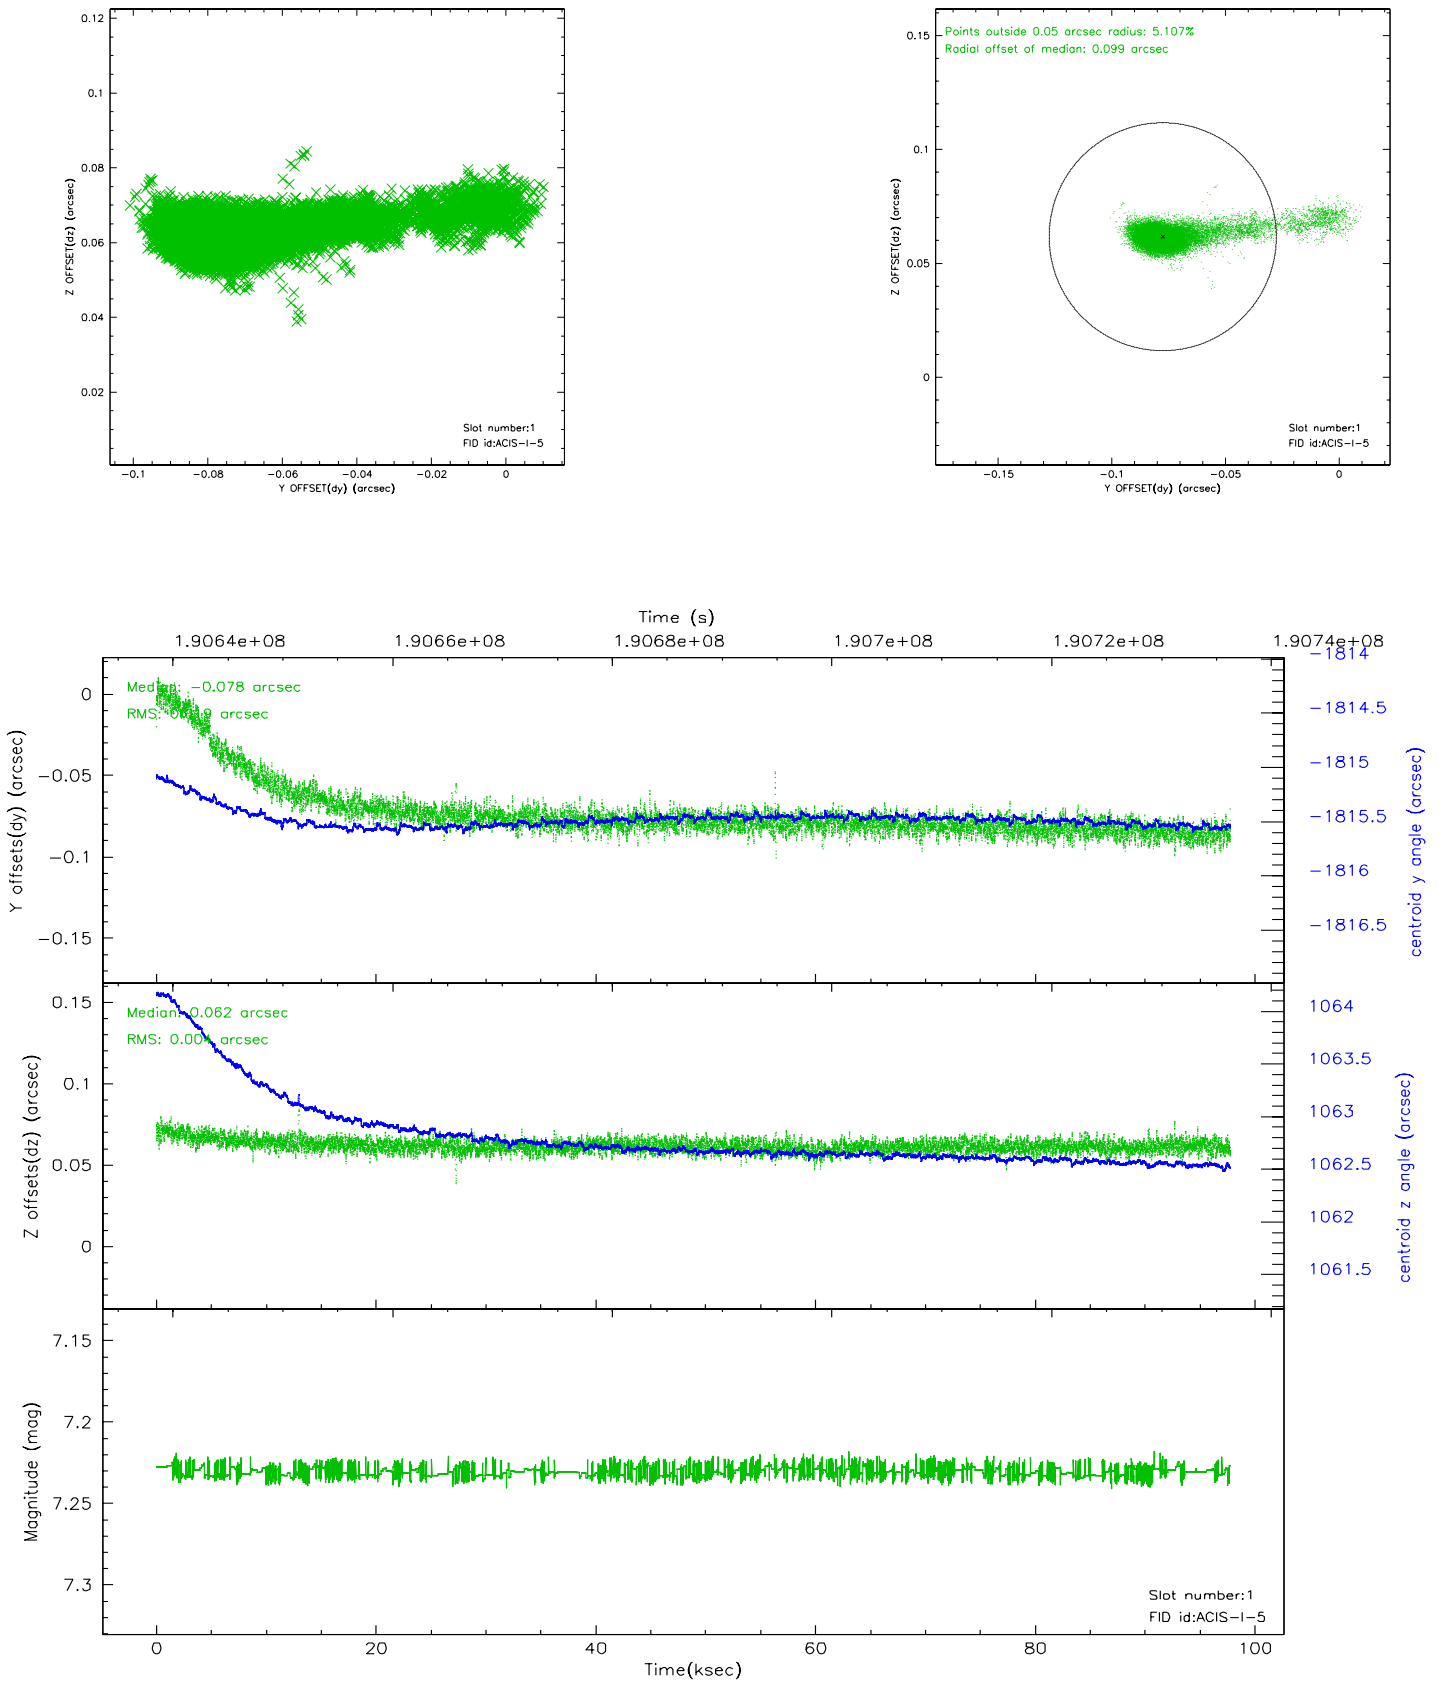 0.12
0.1
0.08
0.06
0.04
0.02
Z OFFSET(dz) (arcsec)
Slot number:1
FID id:ACIS-I-5
-0.1
-0.08
-0.06
-0.04
-0.02
0
Y OFFSET(dy) (arcsec)
Points outside 0.05 arcsec radius: 5.107%
Radial offset of median: 0.099 arcsec
0.15
0.1
0.05
0
Z OFFSET(dz) (arcsec)
Slot number:1
FID id:ACIS-I-5
-0.15
-0.1
-0.05
0
Y OFFSET(dy) (arcsec)
Time (s)
1.9064e+08
1.9066e+08
1.9068e+08
1.907e+08
1.9072e+08
1.9074e+08
Median: -0.078 arcsec
RMS: arcsec
0
-0.05
-0.1
-0.15
Y offsets(dy) (arcsec)
-1814
-1814.5
-1815
-1815.5
-1816
-1816.5
centroid y angle (arcsec)
Median: 0.062 arcsec
RMS: 0.004 arcsec
0.15
0.1
0.05
0
Z offsets(dz) (arcsec)
1064
1063.5
1063
1062.5
1062
1061.5
centroid z angle (arcsec)
7.15
7.2
7.25
7.3
Magnitude (mag)
Slot number:1
FID id:ACIS-I-5
0
20
40
60
80
100
Time(ksec)